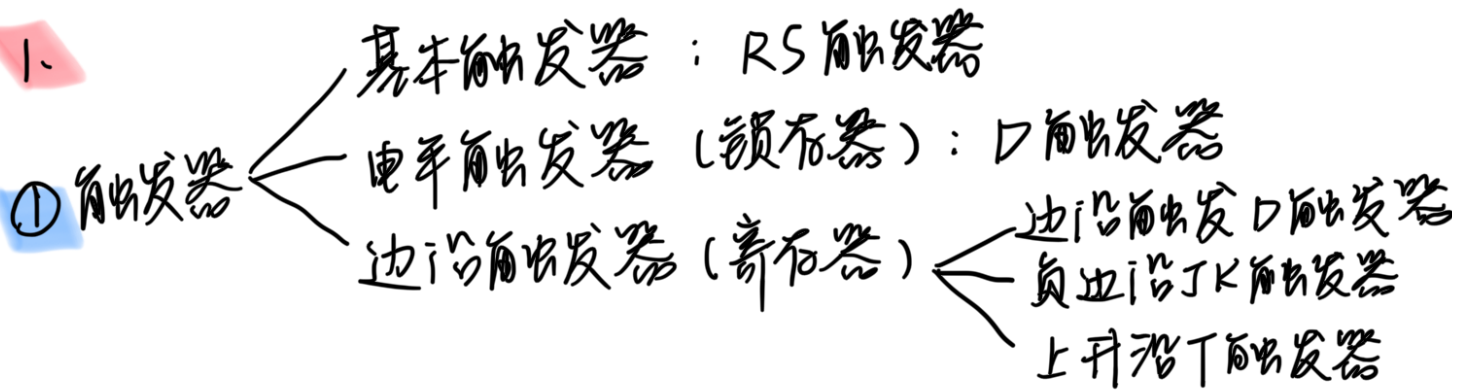 1、
基本触发器：RS触发器
电平触发器（锁存器）：D触发器
①触发器
边沿触发器（寄存器）
边沿触发D触发器
负边沿JK触发器
上升沿T触发器